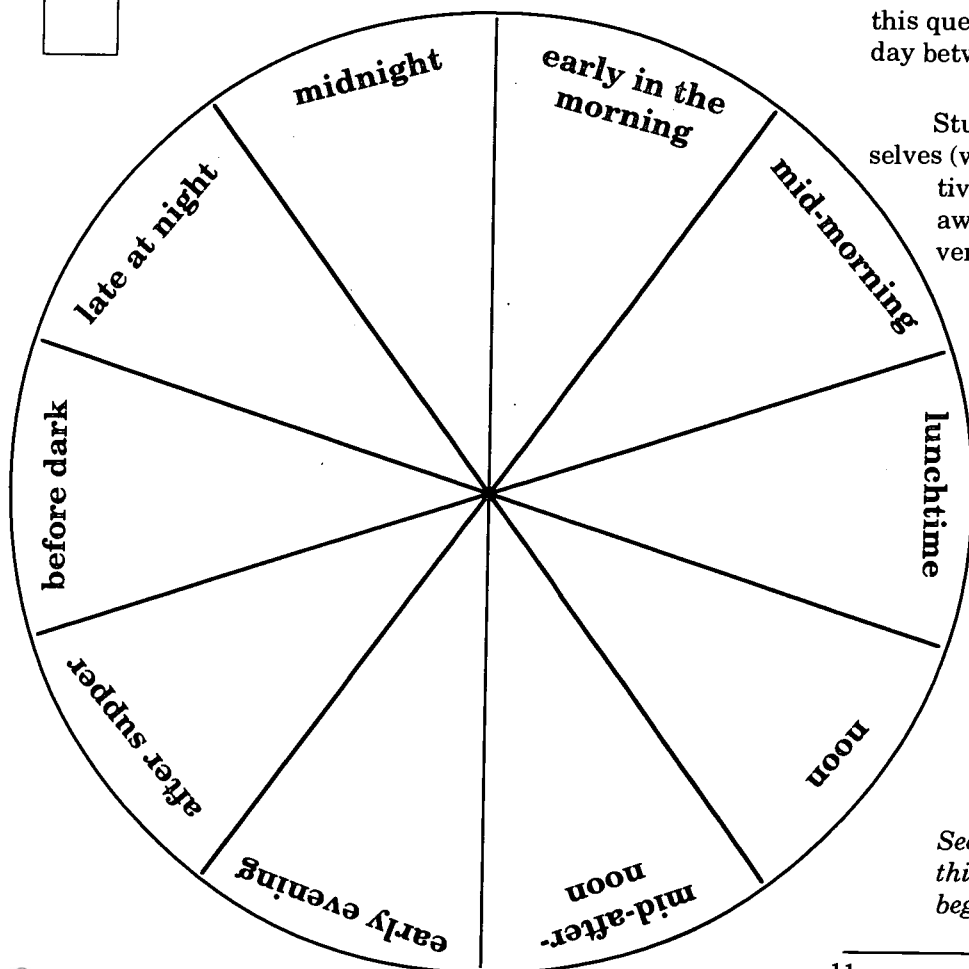 midnight
early in the
morning
mid-morning
lunchtime
noon
mid-after-
noon
early evening
after supper
before dark
late at night
this que
day betw
Stu
selves (v
tiv
aw
ver
See
thi
beg